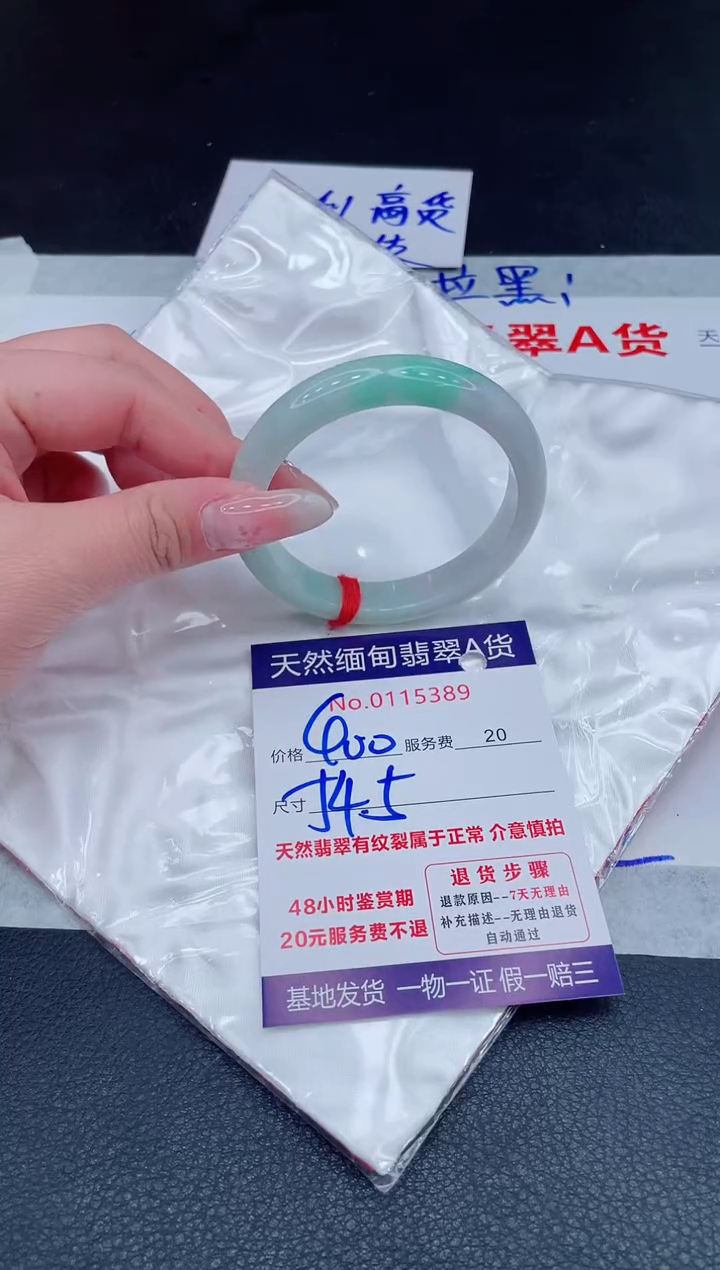 高货
拉黑;
翠A货
天
天然缅甸翡翠A货
No.0115389
价格 服务费 20
尺寸 54.5
天然翡翠有纹裂属于正常 介意慎拍
48小时鉴赏期
20元服务费不退
退货步骤
退款原因--7天无理由
补充描述--无理由退货
自动通过
基地发货 一物一证 假一赔三